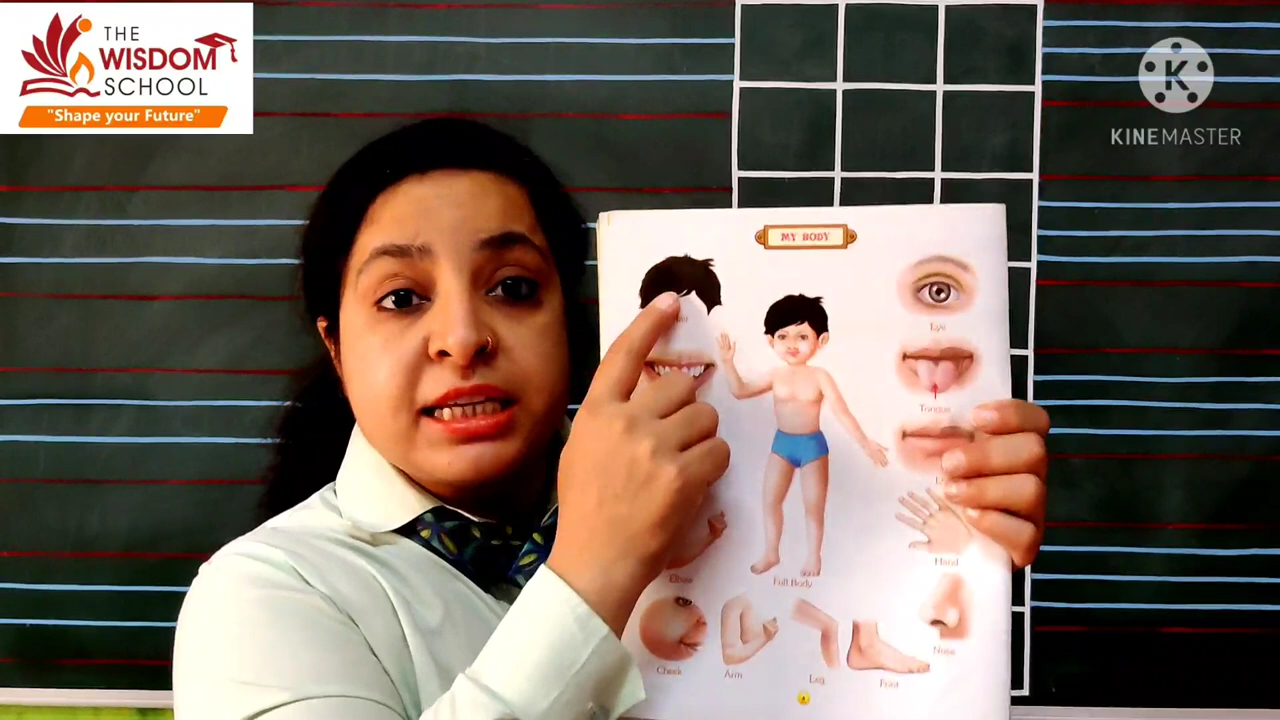 THE
WISDOM
SCHOOL
"Shape your Future"
K
KINEMASTER
MY BODY
Eye
Tongue
Hand
Elbow
Full Body
Nose
Cheek
Arm
Leg
Foot